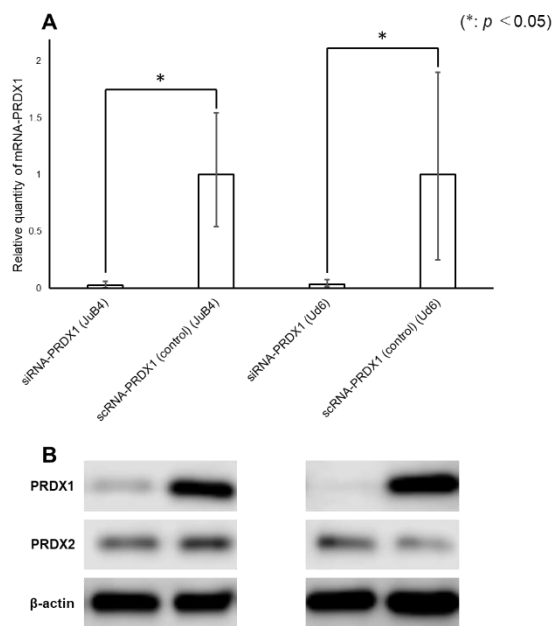 A
(*: p <0.05)
Relative quantity of mRNA-PRDX1
2
1.5
1
0.5
0
*
*
siRNA-PRDX1 (JuB4)
scRNA-PRDX1 (control) (JuB4)
siRNA-PRDX1 (Ud6)
scRNA-PRDX1 (control) (Ud6)
B
PRDX1
PRDX2
β-actin